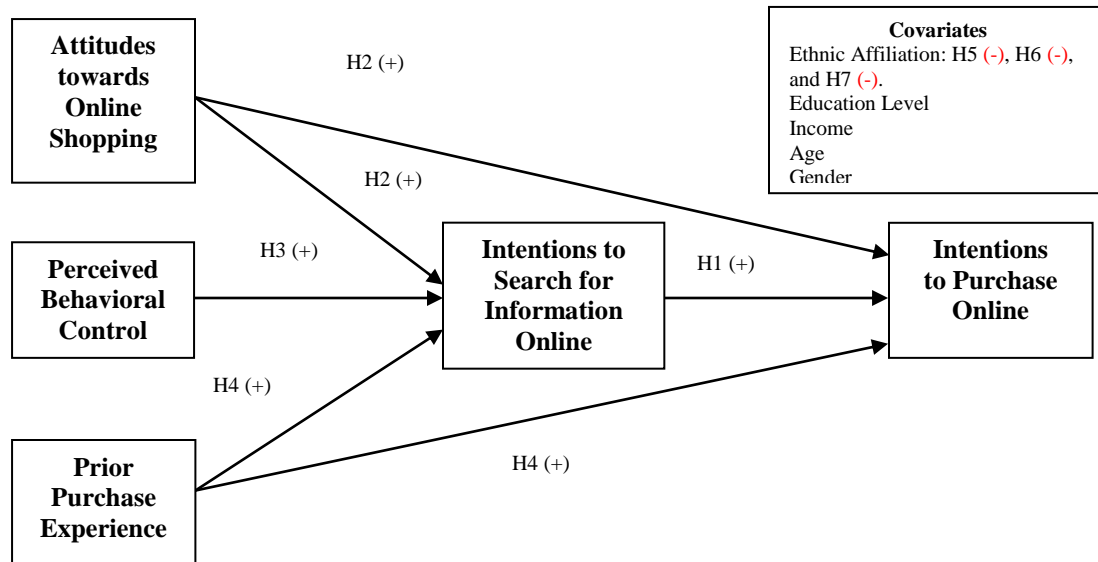 Attitudes
towards
Online
Shopping
H2 (+)
H2 (+)
Covariates
Ethnic Affiliation: H5 (-), H6 (-),
and H7 (-).
Education Level
Income
Age
Gender
Perceived
Behavioral
Control
H3 (+)
Intentions to
Search for
Information
Online
H1 (+)
Intentions
to Purchase
Online
H4 (+)
H4 (+)
Prior
Purchase
Experience